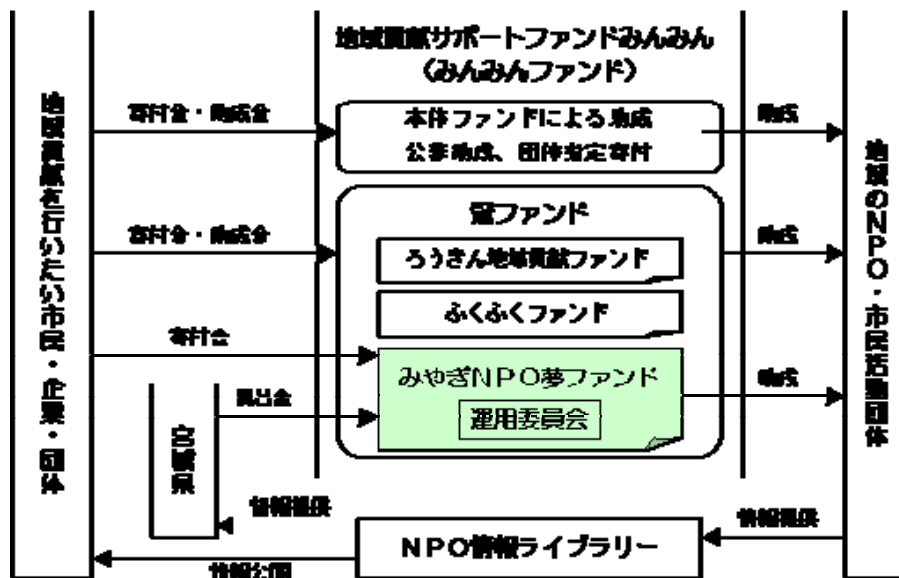 地域貢献サポートファンドみんみん
（みんみんファンド）
地域貢献を行いたい市民・企業・団体
寄付金・助成金
本体ファンドによる助成
公募助成、団体指定寄付
助成
地域のNPO・市民活動団体
冠ファンド
寄付金・助成金
ろうきん地域貢献ファンド
助成
ふくふくファンド
寄付金
みやぎNPO夢ファンド
運用委員会
助成
拠出金
宮城県
情報提供
情報提供
NPO情報ライブラリー
情報公開